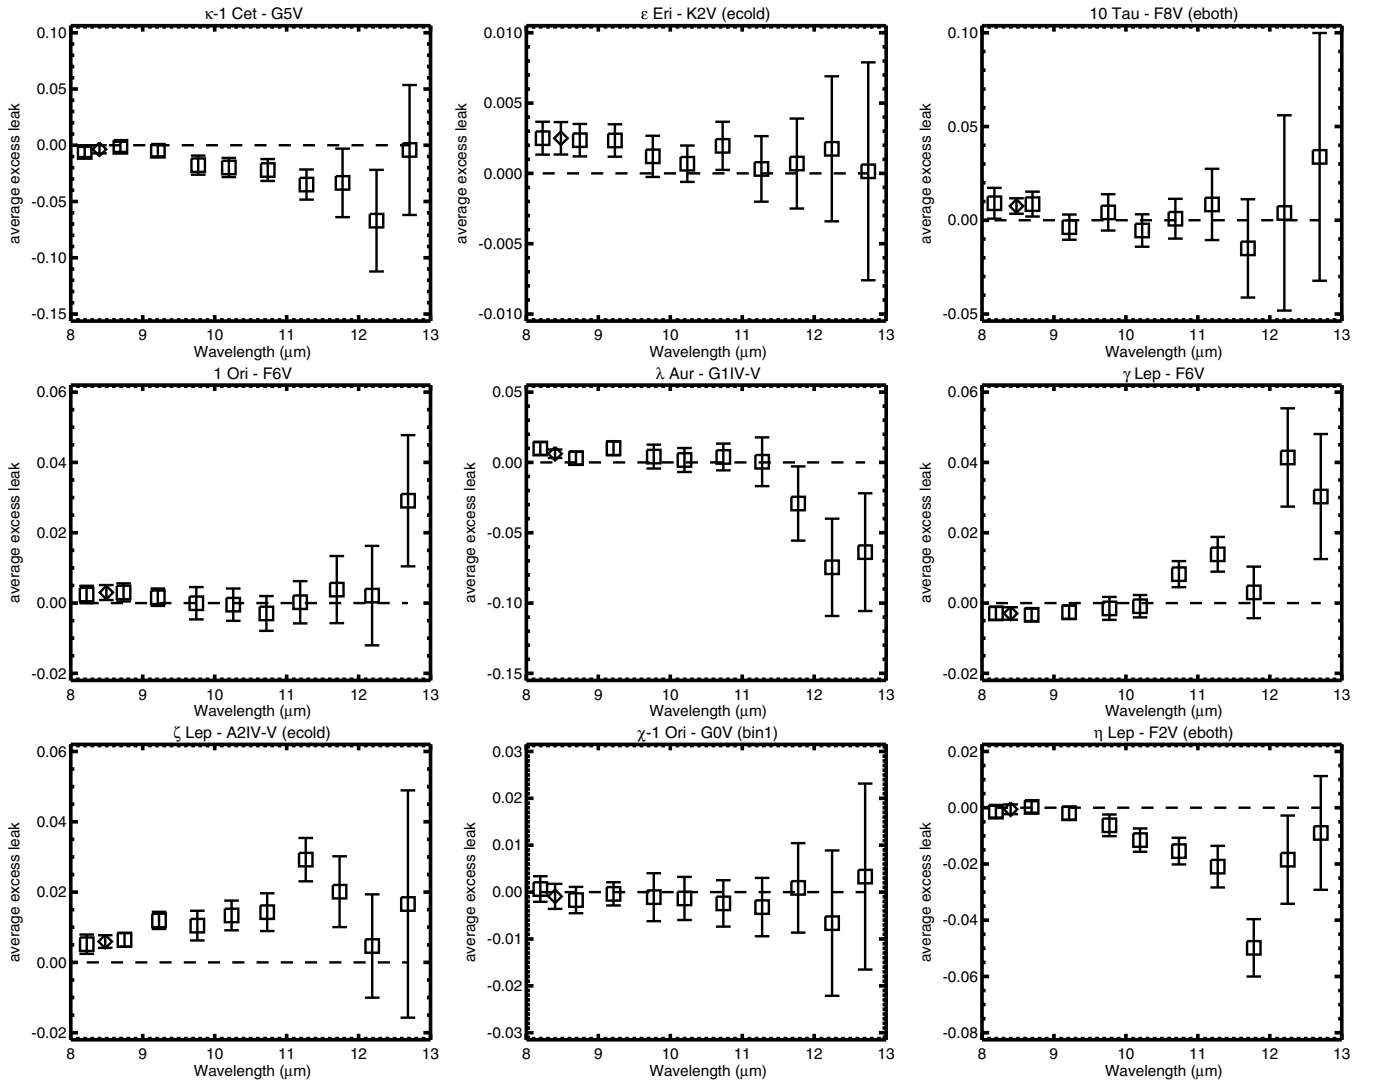 κ-1 Cet - G5V
ε Eri - K2V (ecold)
10 Tau - F8V (eboth)
0.10
0.05
0.00
-0.05
-0.10
-0.15
average excess leak
8 9 10 11 12 13
Wavelength (μm)
0.010
0.005
0.000
-0.005
-0.010
average excess leak
8 9 10 11 12 13
Wavelength (μm)
0.10
0.05
0.00
-0.05
average excess leak
8 9 10 11 12 13
Wavelength (μm)
1 Ori - F6V
λ Aur - G1IV-V
γ Lep - F6V
0.06
0.04
0.02
0.00
-0.02
average excess leak
8 9 10 11 12 13
Wavelength (μm)
0.05
0.00
-0.05
-0.10
-0.15
average excess leak
8 9 10 11 12 13
Wavelength (μm)
0.06
0.04
0.02
0.00
-0.02
average excess leak
8 9 10 11 12 13
Wavelength (μm)
ζ Lep - A2IV-V (ecold)
χ-1 Ori - G0V (bin1)
η Lep - F2V (eboth)
0.06
0.04
0.02
0.00
-0.02
average excess leak
8 9 10 11 12 13
Wavelength (μm)
0.03
0.02
0.01
0.00
-0.01
-0.02
-0.03
average excess leak
8 9 10 11 12 13
Wavelength (μm)
0.02
0.00
-0.02
-0.04
-0.06
-0.08
average excess leak
8 9 10 11 12 13
Wavelength (μm)